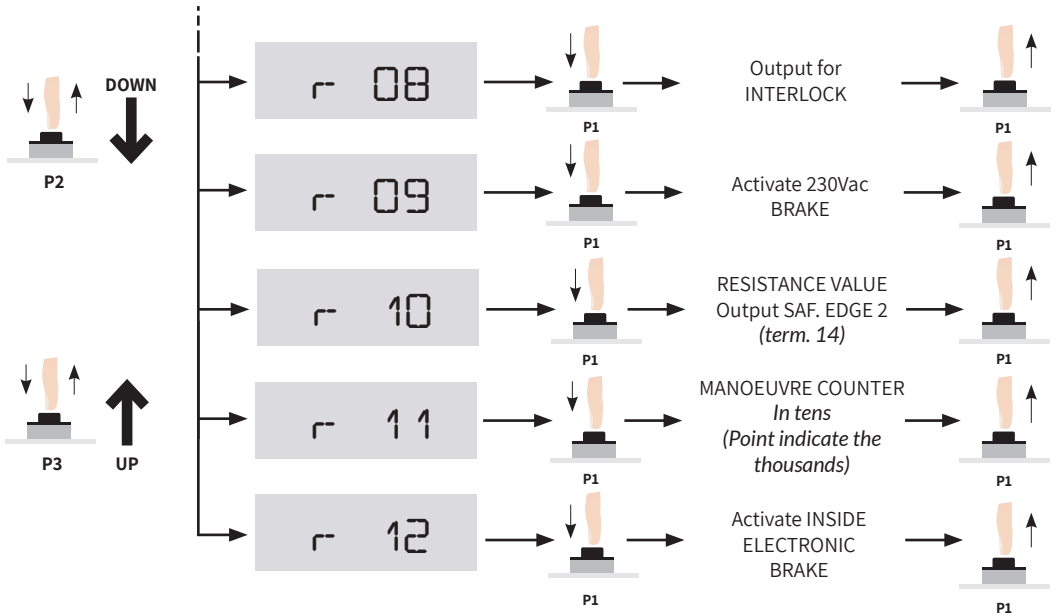 DOWN
P2
P3
UP
r 08
P1
Output for
INTERLOCK
P1
r 09
P1
Activate 230Vac
BRAKE
P1
r 10
P1
RESISTANCE VALUE
Output SAF. EDGE 2
(term. 14)
P1
r 11
P1
MANOEUVRE COUNTER
In tens
(Point indicate the
thousands)
P1
r 12
P1
Activate INSIDE
ELECTRONIC
BRAKE
P1